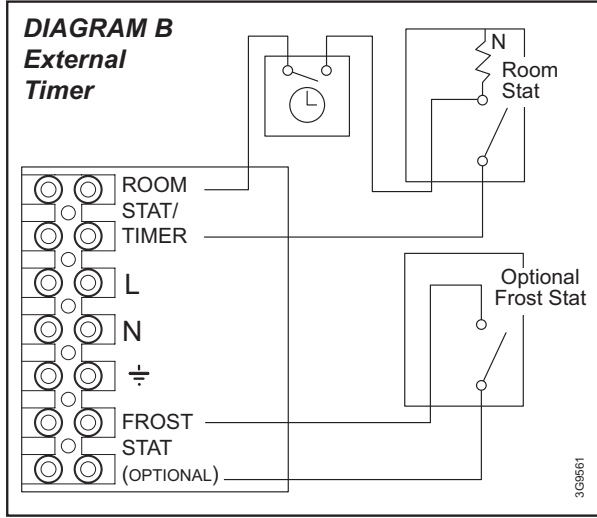 DIAGRAM B
External
Timer
N
Room
Stat
ROOM
STAT/
TIMER
L
N
Optional
Frost Stat
FROST
STAT
(OPTIONAL)
3G9561